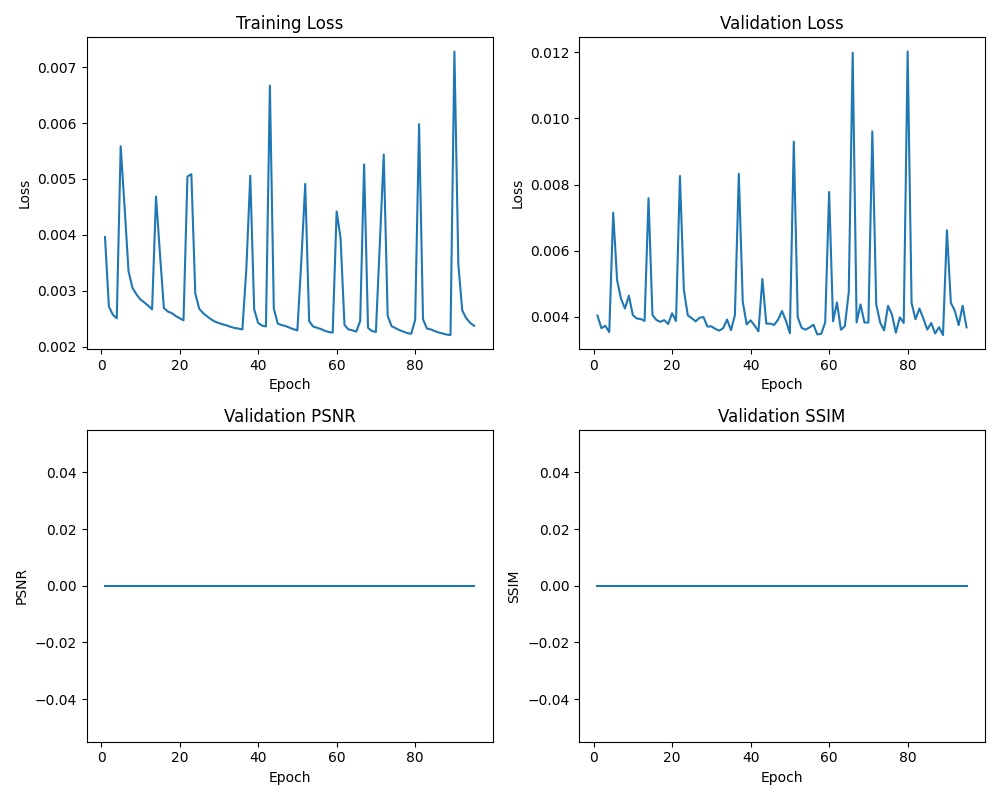 Training Loss
Loss
0.007
0.006
0.005
0.004
0.003
0.002
0 20 40 60 80
Epoch
Validation Loss
Loss
0.012
0.010
0.008
0.006
0.004
0 20 40 60 80
Epoch
Validation PSNR
PSNR
0.04
0.02
0.00
−0.02
−0.04
0 20 40 60 80
Epoch
Validation SSIM
SSIM
0.04
0.02
0.00
−0.02
−0.04
0 20 40 60 80
Epoch